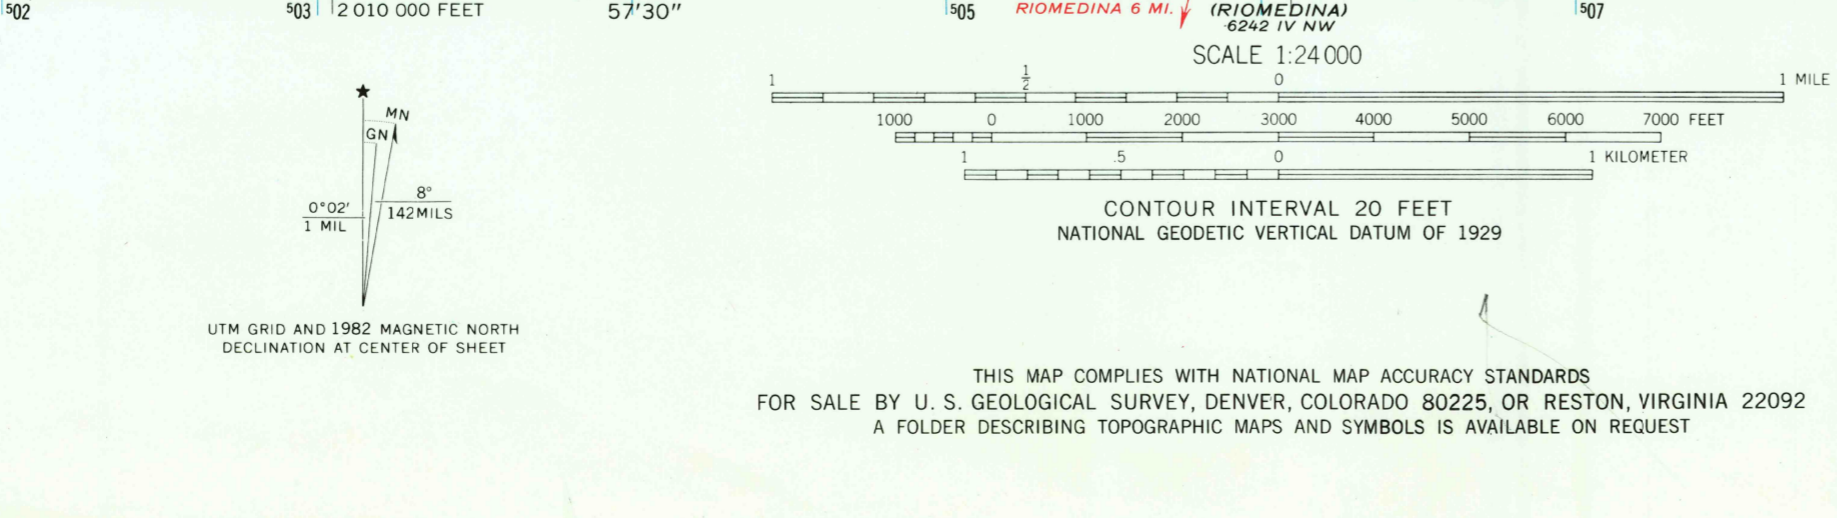 502 503 2 010 000 FEET 57'30" 505 RIOMEDINA 6 MI. (RIOMEDINA) 507
6242 IV NW
SCALE 1:24 000
1 1/2 0 1 MILE
1000 0 1000 2000 3000 4000 5000 6000 7000 FEET
1 .5 0 1 KILOMETER
CONTOUR INTERVAL 20 FEET
NATIONAL GEODETIC VERTICAL DATUM OF 1929
★
MN
GN
0°02'
1 MIL
8°
142 MILS
UTM GRID AND 1982 MAGNETIC NORTH
DECLINATION AT CENTER OF SHEET
THIS MAP COMPLIES WITH NATIONAL MAP ACCURACY STANDARDS
FOR SALE BY U. S. GEOLOGICAL SURVEY, DENVER, COLORADO 80225, OR RESTON, VIRGINIA 22092
A FOLDER DESCRIBING TOPOGRAPHIC MAPS AND SYMBOLS IS AVAILABLE ON REQUEST